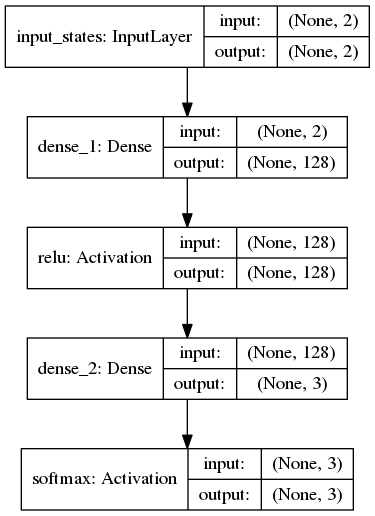 input_states: InputLayer
input: (None, 2)
output: (None, 2)
dense_1: Dense
input: (None, 2)
output: (None, 128)
relu: Activation
input: (None, 128)
output: (None, 128)
dense_2: Dense
input: (None, 128)
output: (None, 3)
softmax: Activation
input: (None, 3)
output: (None, 3)